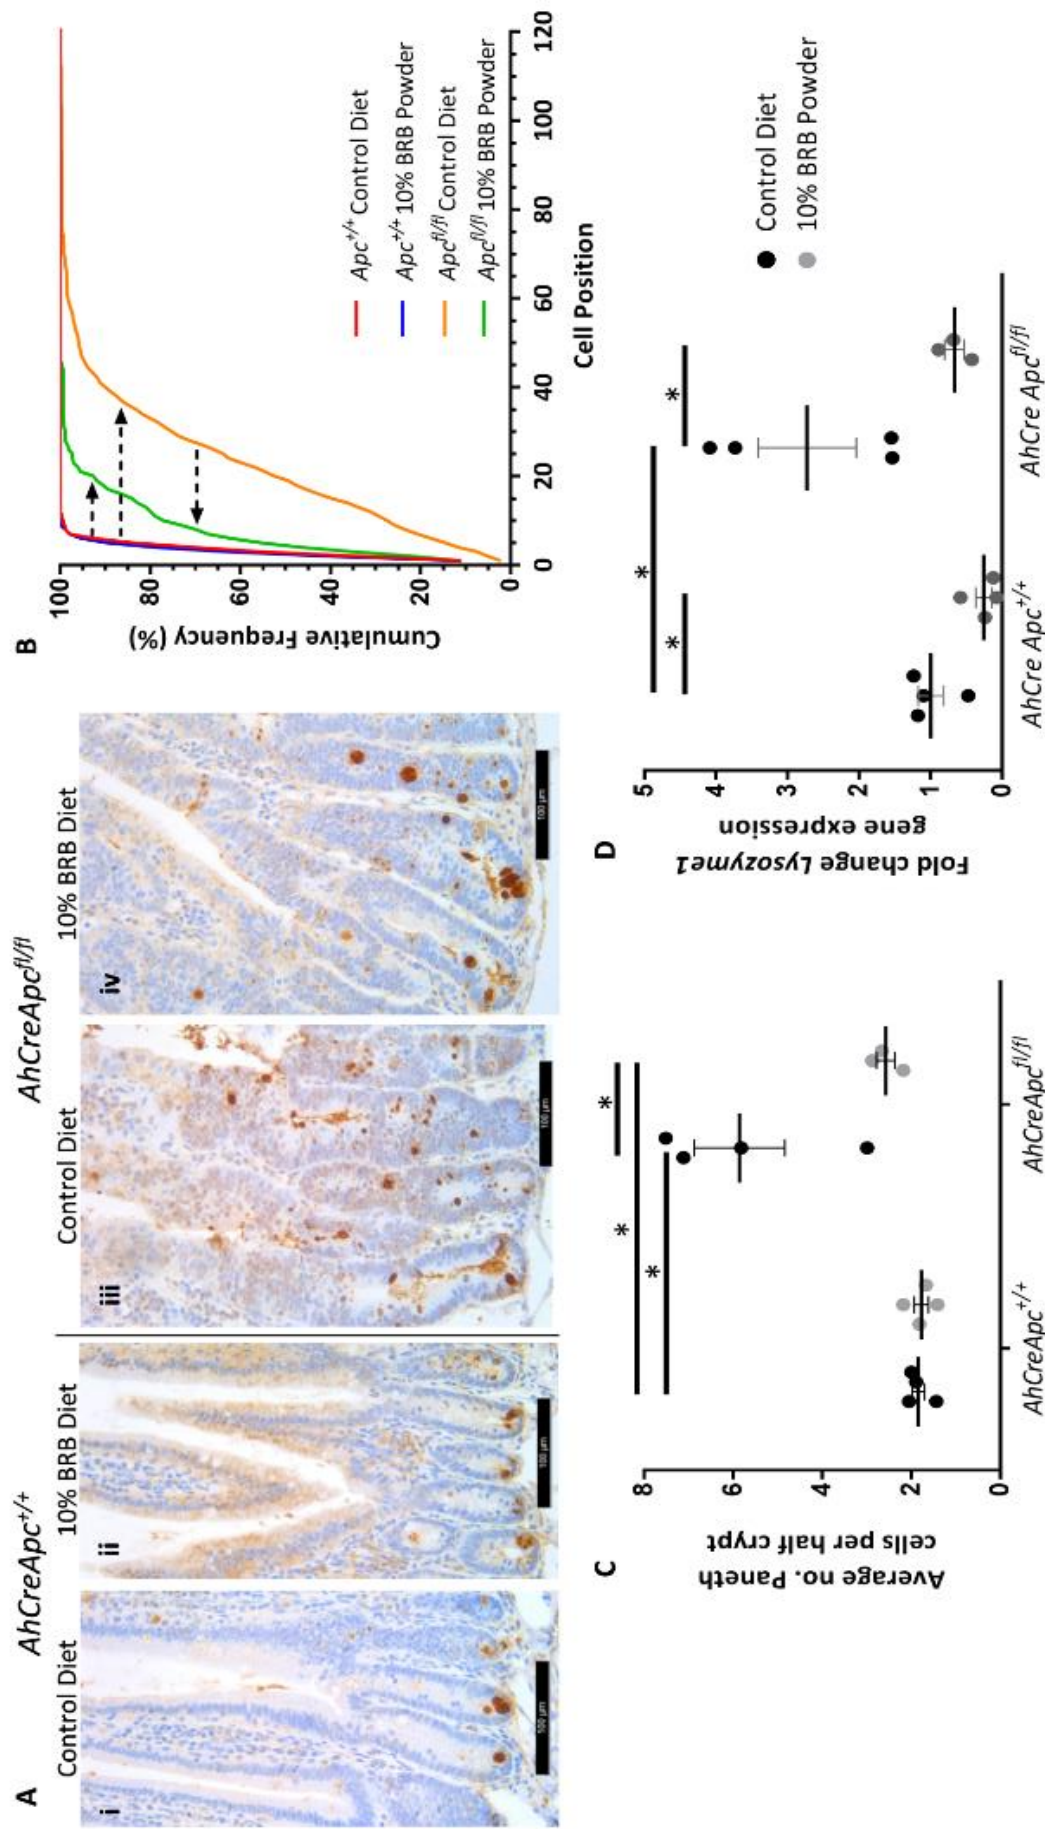 A
AhCreApc+/+
AhCreApcfl/fl
Control Diet
10% BRB Diet
Control Diet
10% BRB Diet
i
ii
iii
iv
100 µm
100 µm
100 µm
100 µm
B
Cumulative Frequency (%)
100
80
60
40
20
0
0
20
40
60
80
100
120
Cell Position
Apc+/+ Control Diet
Apc+/+ 10% BRB Powder
Apcfl/fl Control Diet
Apcfl/fl 10% BRB Powder
C
Average no. Paneth
cells per half crypt
8
6
4
2
0
*
*
*
AhCreApc+/+
AhCreApcfl/fl
D
Fold change Lysozyme1
gene expression
5
4
3
2
1
0
*
*
*
AhCre Apc+/+
AhCre Apcfl/fl
Control Diet
10% BRB Powder